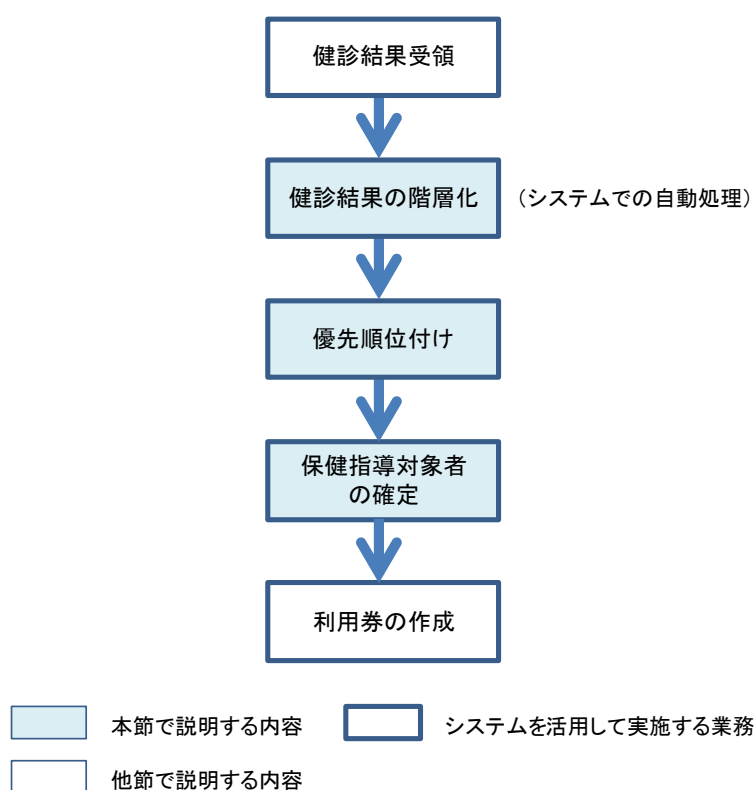 健診結果受領
健診結果の階層化
（システムでの自動処理）
優先順位付け
保健指導対象者
の確定
利用券の作成
本節で説明する内容
システムを活用して実施する業務
他節で説明する内容